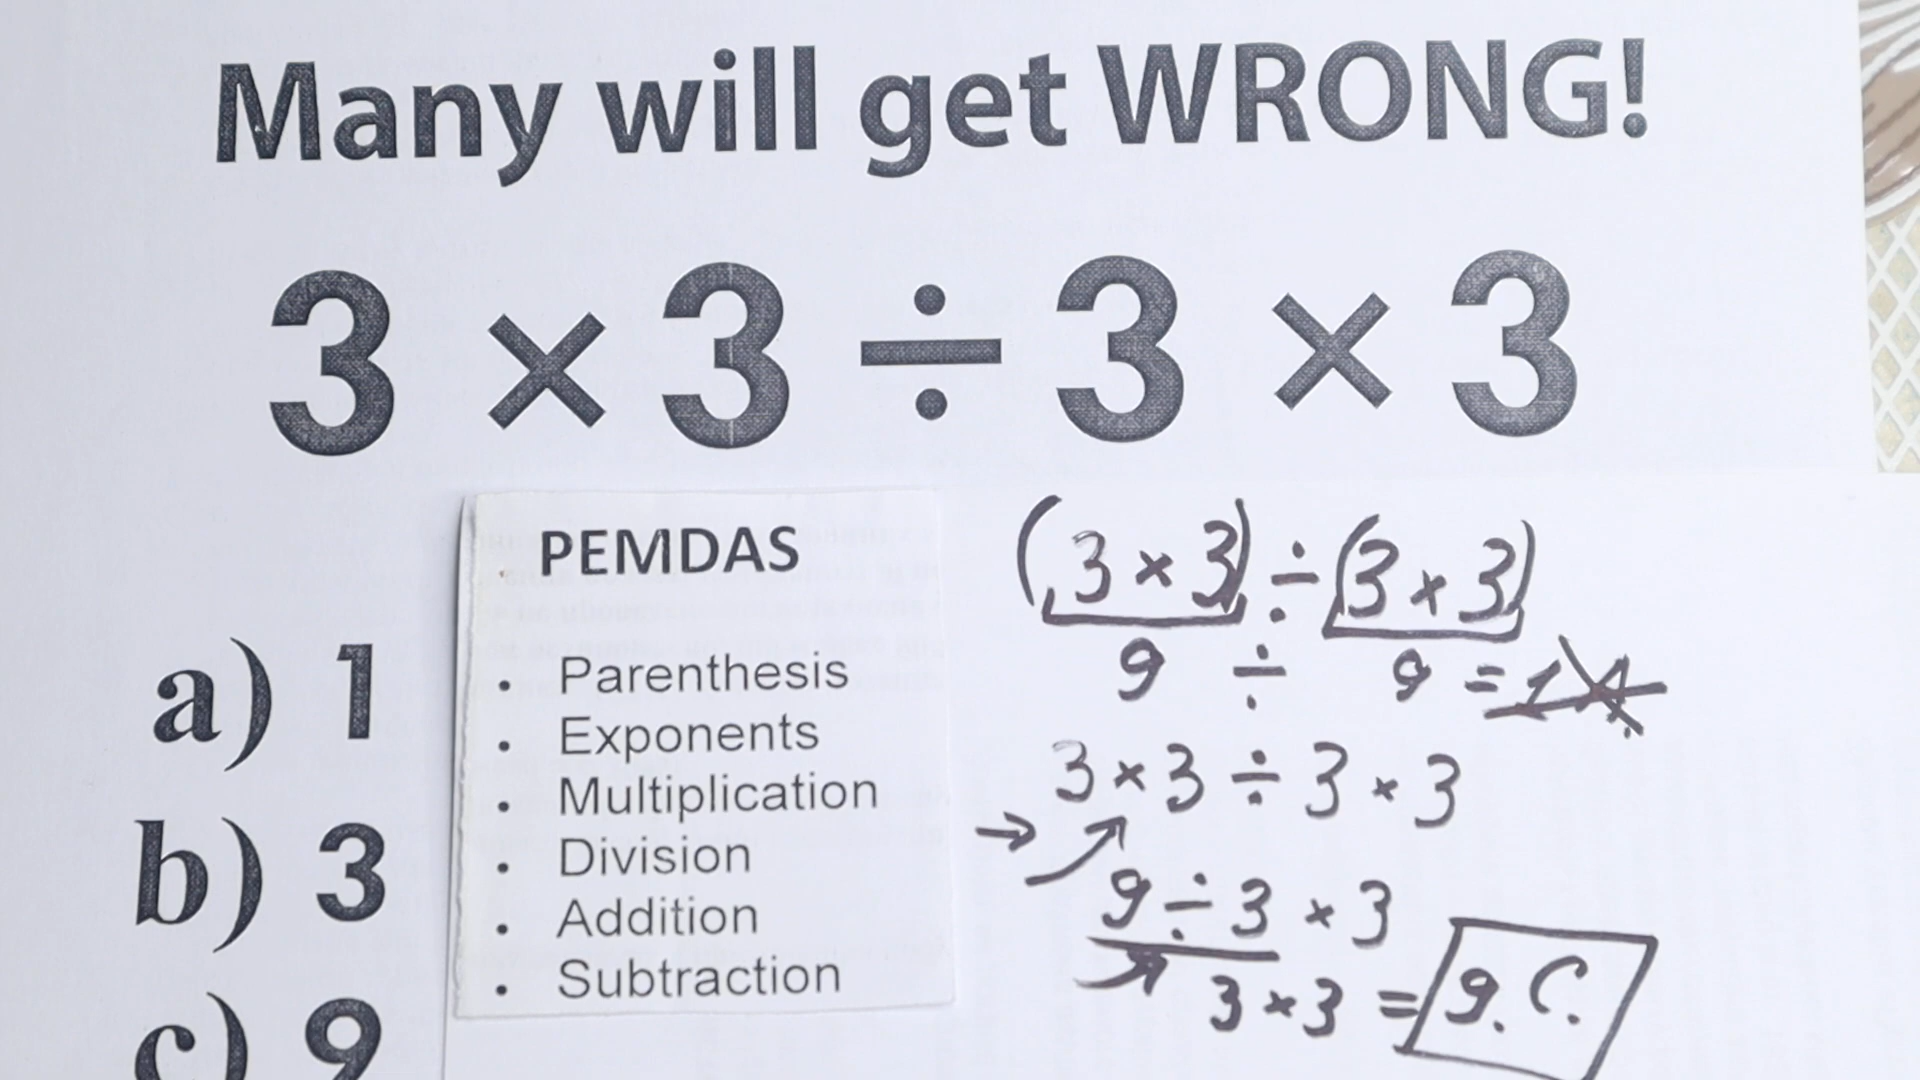 Many will get WRONG!
3 × 3 ÷ 3 × 3
PEMDAS
• Parenthesis
• Exponents
• Multiplication
• Division
• Addition
• Subtraction
a) 1
b) 3
c) 9
(3 × 3) ÷ (3 × 3)
9 ÷ 9 = 1
3 × 3 ÷ 3 × 3
→
9 ÷ 3 × 3
3 × 3 = 9. C.